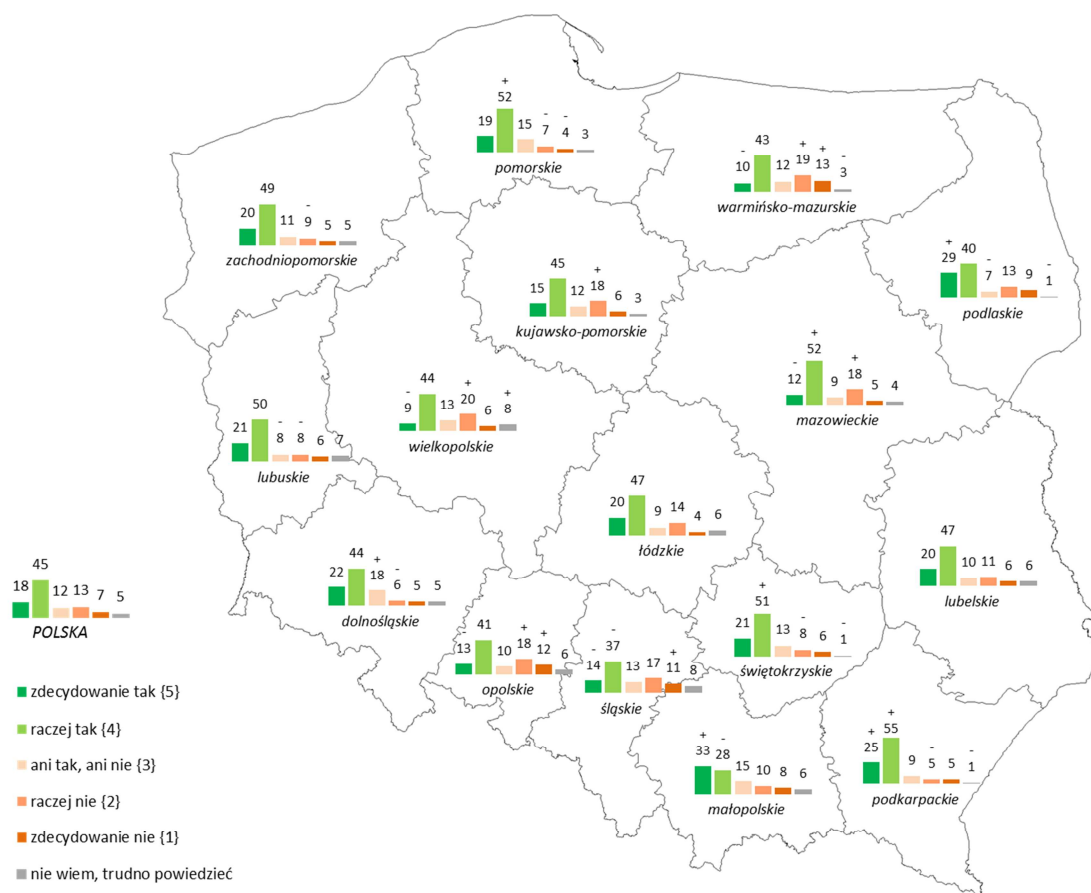 +
52
19 15 - -
7 4 3
pomorskie
43 + +
- 12 19 13 -
10 3
warmińsko-mazurskie
49
20 11 -
9 5 5
zachodniopomorskie
+
29 40
- 13 9 -
7 1
podlaskie
45 +
15 12 18 6 3
kujawsko-pomorskie
+
52 +
- 18
12 9 5 4
mazowieckie
44 +
- 13 20 +
9 6 8
wielkopolskie
50
21 - -
8 8 6 7
lubuskie
47
20 9 14 4 6
łódzkie
47
20 10 11 6 6
lubelskie
45
18 12 13 7 5
POLSKA
44 +
22 18 -
6 5 5
dolnośląskie
+
51
21 13 -
8 6 -
1
świętokrzyskie
41 + +
- 18 12
13 10 6
opolskie
-
37 +
- 13 17 11
14 8
śląskie
+ -
33 28
15 10 8 6
małopolskie
+
+ 55
25 9 - - -
5 5 1
podkarpackie
zdecydowanie tak {5}
raczej tak {4}
ani tak, ani nie {3}
raczej nie {2}
zdecydowanie nie {1}
nie wiem, trudno powiedzieć